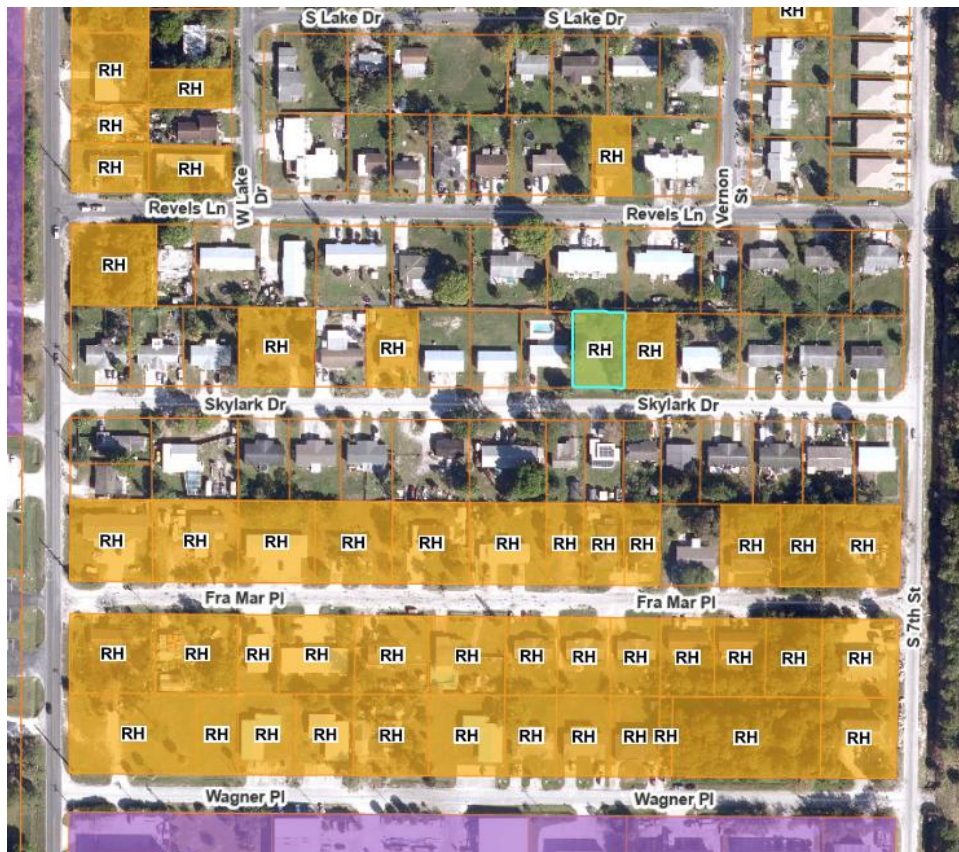 S Lake Dr S Lake Dr
RH
RH
RH
RH
RH RH
RH
W Lake
Dr
Vernon
St
Revels Ln Revels Ln
RH
RH RH RH RH
Skylark Dr Skylark Dr
RH RH RH RH RH RH RH RH RH RH RH RH
Fra Mar Pl Fra Mar Pl
S 7th St
RH RH RH RH RH RH RH RH RH RH RH RH RH
RH RH RH RH RH RH RH RH RH RH RH RH
Wagner Pl Wagner Pl